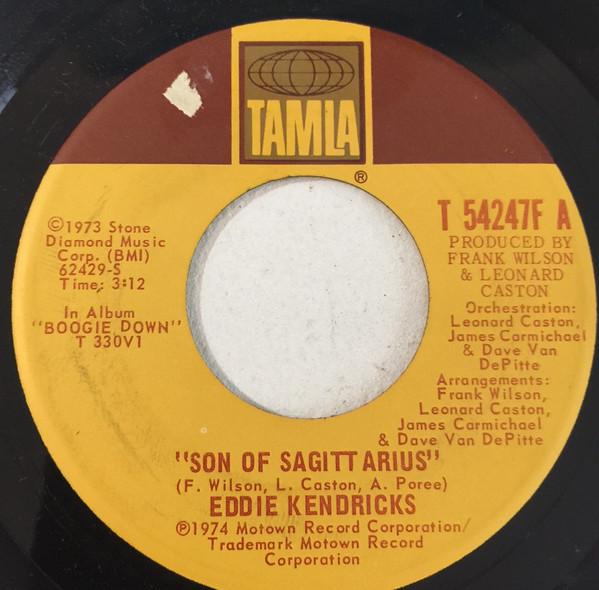 TAMLA
®
©1973 Stone
Diamond Music
Corp. (BMI)
62429-S
Time: 3:12
In Album
"BOOGIE DOWN"
T 330V1
T 54247F A
PRODUCED BY
FRANK WILSON
& LEONARD
CASTON
Orchestration:
Leonard Caston,
James Carmichael
& Dave Van
DePitte
Arrangements:
Frank Wilson,
Leonard Caston,
James Carmichael
& Dave Van DePitte
"SON OF SAGITTARIUS"
(F. Wilson, L. Caston, A. Poree)
EDDIE KENDRICKS
℗1974 Motown Record Corporation/
Trademark Motown Record
Corporation